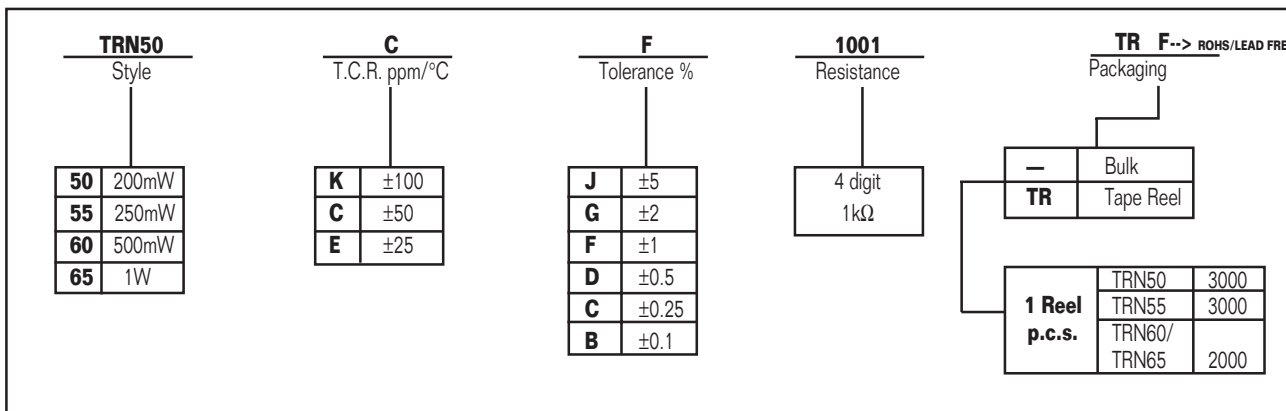 TRN50 C F 1001 TR F--> ROHS/LEAD FRE
Style T.C.R. ppm/°C Tolerance % Resistance Packaging
50 200mW
55 250mW
60 500mW
65 1W
K ±100
C ±50
E ±25
J ±5
G ±2
F ±1
D ±0.5
C ±0.25
B ±0.1
4 digit
1kΩ
— Bulk
TR Tape Reel
1 Reel
p.c.s.
TRN50 3000
TRN55 3000
TRN60/
TRN65 2000